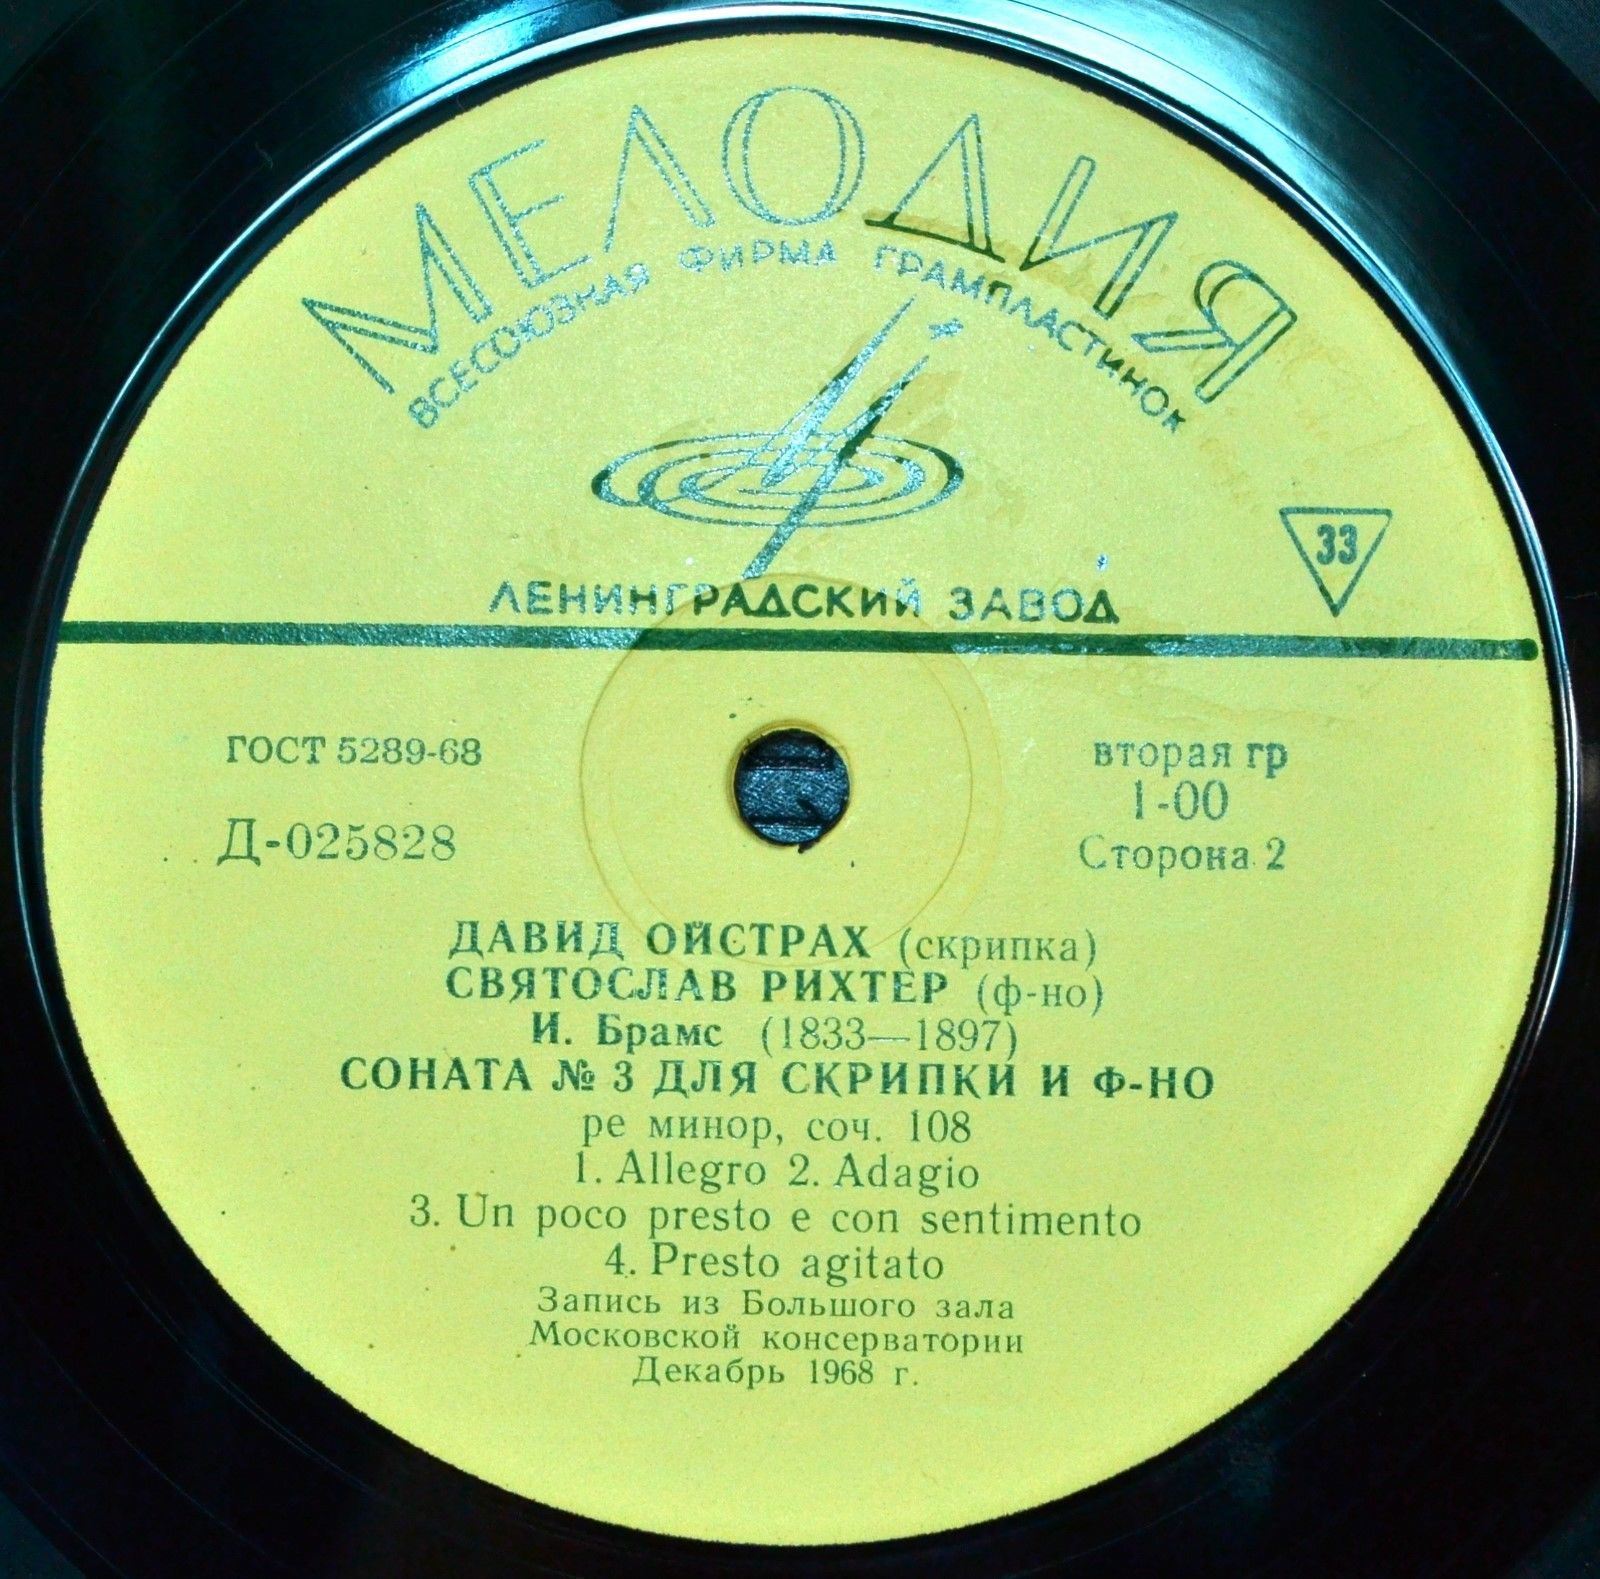 МЕЛОДИЯ
ВСЕСОЮЗНАЯ ФИРМА ГРАМПЛАСТИНОК
33
ЛЕНИНГРАДСКИЙ ЗАВОД
ГОСТ 5289-68
вторая гр
1-00
Д-025828
Сторона 2
ДАВИД ОЙСТРАХ (скрипка)
СВЯТОСЛАВ РИХТЕР (ф-но)
И. Брамс (1833—1897)
СОНАТА № 3 ДЛЯ СКРИПКИ И Ф-НО
ре минор, соч. 108
1. Allegro 2. Adagio
3. Un poco presto e con sentimento
4. Presto agitato
Запись из Большого зала
Московской консерватории
Декабрь 1968 г.